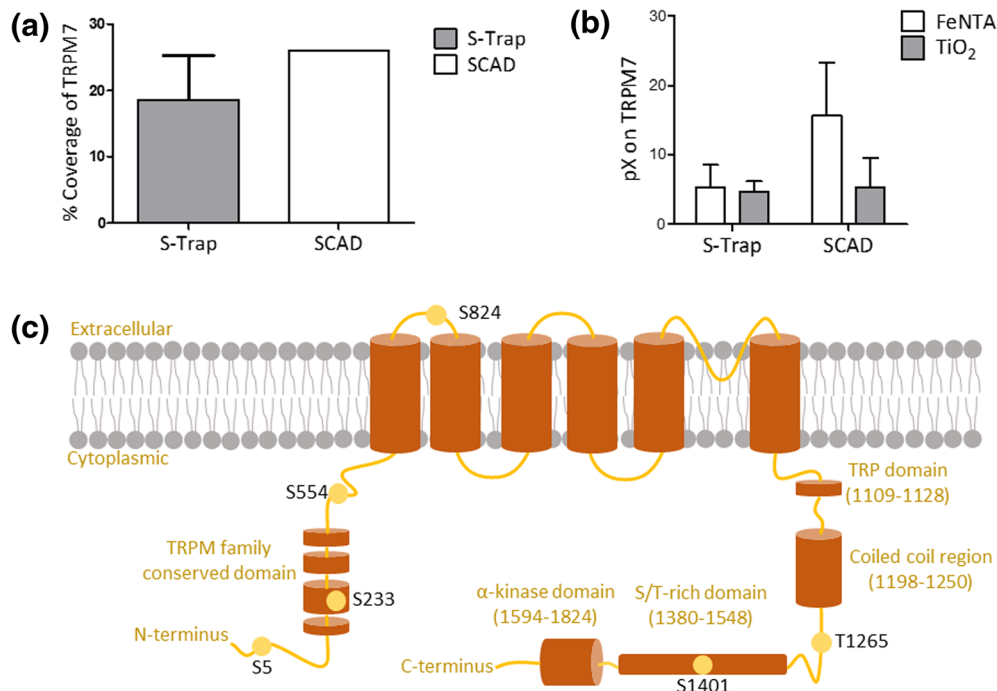 (a)
30
20
10
0
% Coverage of TRPM7
S-Trap
SCAD
S-Trap
SCAD
(b)
30
20
10
0
pX on TRPM7
S-Trap
SCAD
FeNTA
TiO2
(c)
Extracellular
S824
Cytoplasmic
S554
TRPM family
conserved domain
S233
N-terminus
S5
TRP domain
(1109-1128)
Coiled coil region
(1198-1250)
α-kinase domain
(1594-1824)
S/T-rich domain
(1380-1548)
T1265
C-terminus
S1401